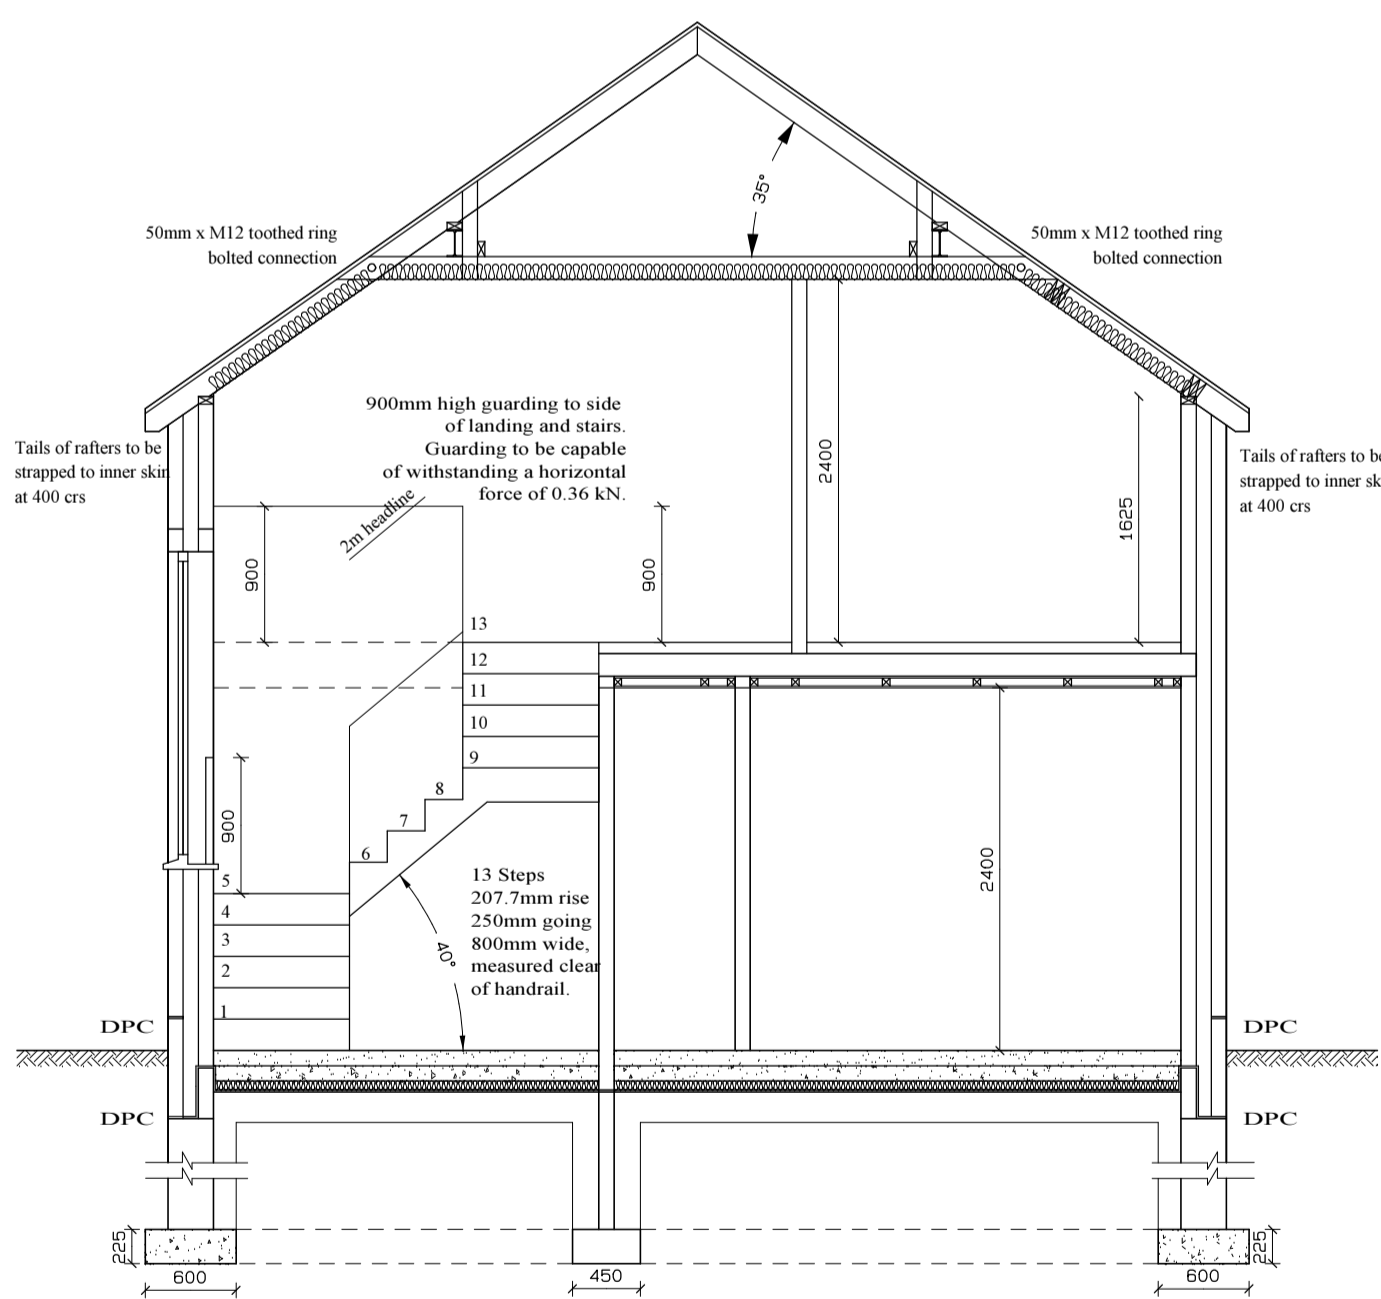 35°
50mm x M12 toothed ring
bolted connection
50mm x M12 toothed ring
bolted connection
900mm high guarding to side
of landing and stairs.
Guarding to be capable
of withstanding a horizontal
force of 0.36 kN.
2m headline
Tails of rafters to be
strapped to inner skin
at 400 crs
Tails of rafters to be
strapped to inner sk
at 400 crs
2400
1625
900
900
13
12
11
10
9
8
7
6
900
5
4
3
2
1
40°
13 Steps
207.7mm rise
250mm going
800mm wide,
measured clear
of handrail.
2400
DPC
DPC
DPC
DPC
225
600
450
600
225